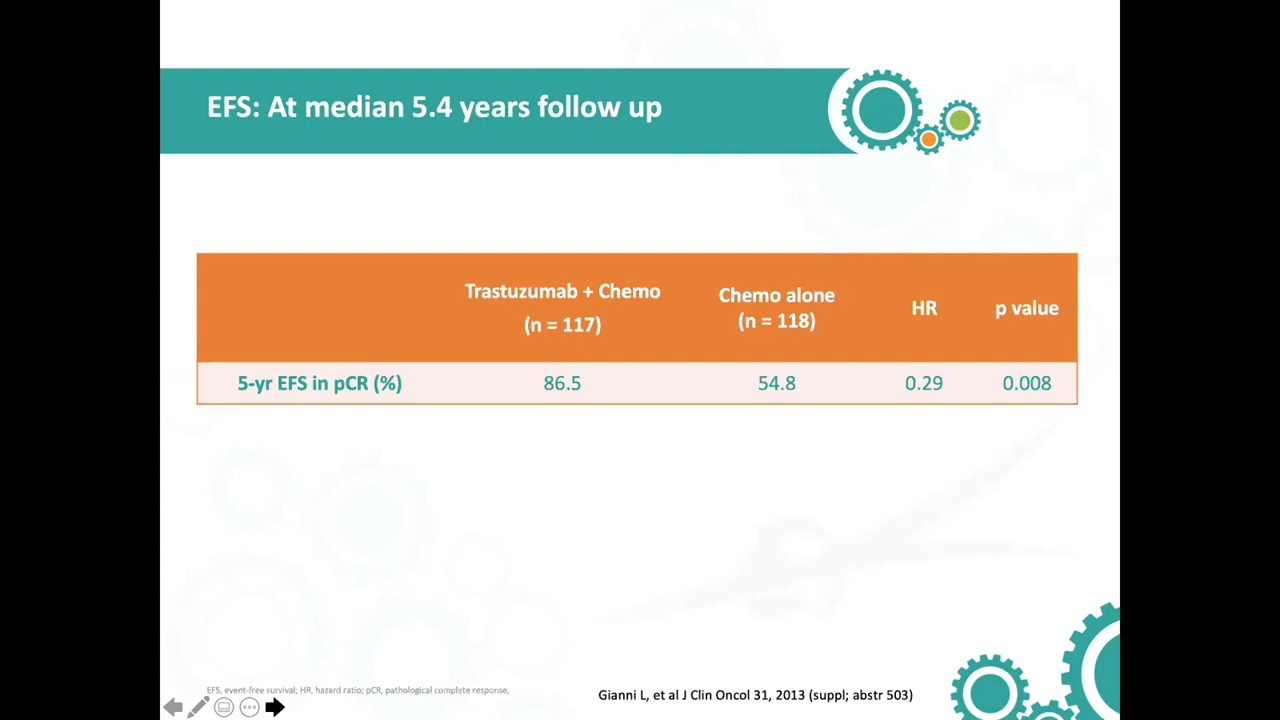 EFS: At median 5.4 years follow up
Trastuzumab + Chemo
(n = 117)
Chemo alone
(n = 118)
HR
p value
5-yr EFS in pCR (%)
86.5
54.8
0.29
0.008
EFS, event-free survival; HR, hazard ratio; pCR, pathological complete response,
Gianni L, et al J Clin Oncol 31, 2013 (suppl; abstr 503)